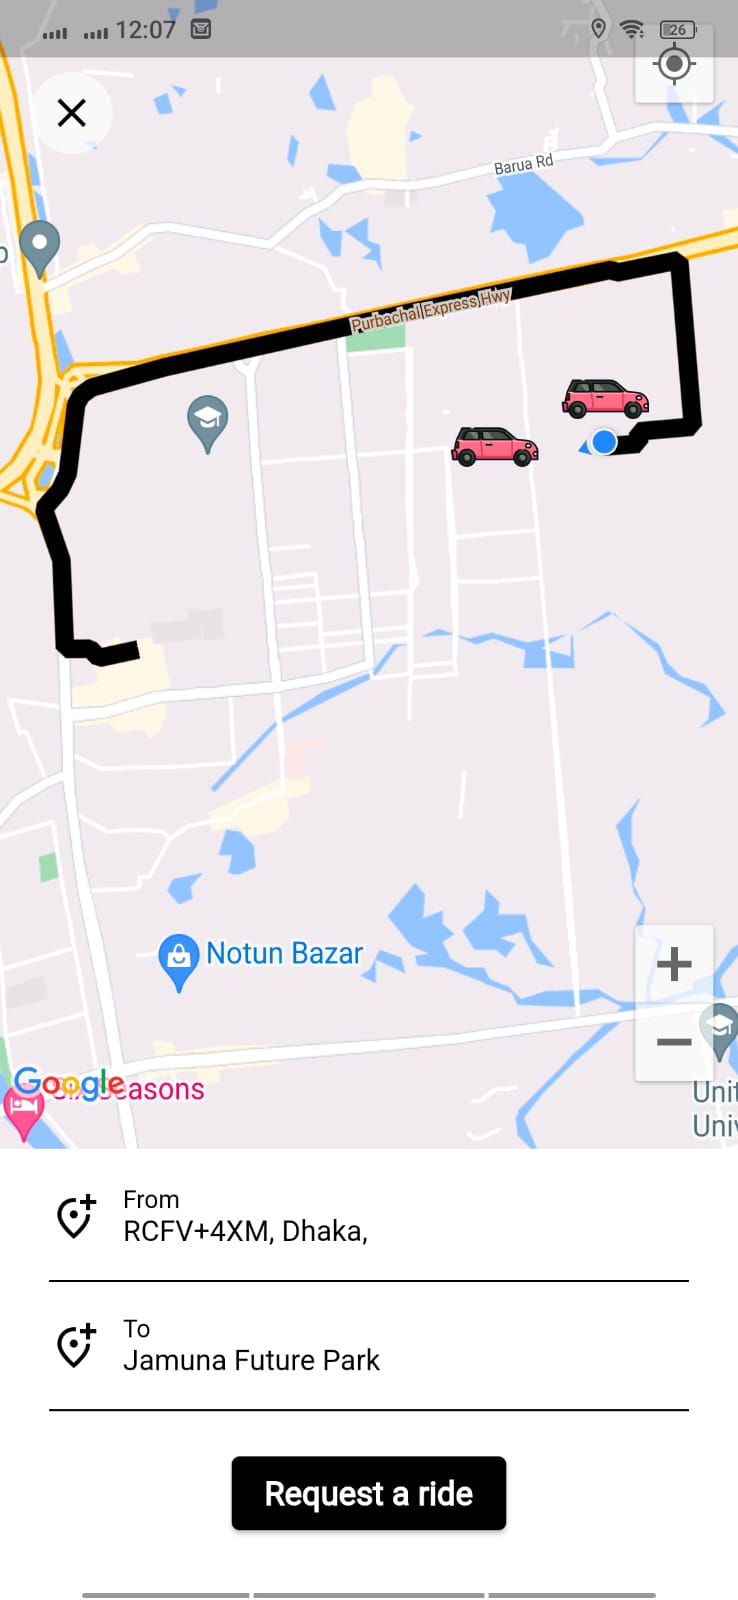 12:07
26
Barua Rd
Purbachal Express Hwy
Notun Bazar
Google
easons
Unit
Univ
From
RCFV+4XM, Dhaka,
To
Jamuna Future Park
Request a ride